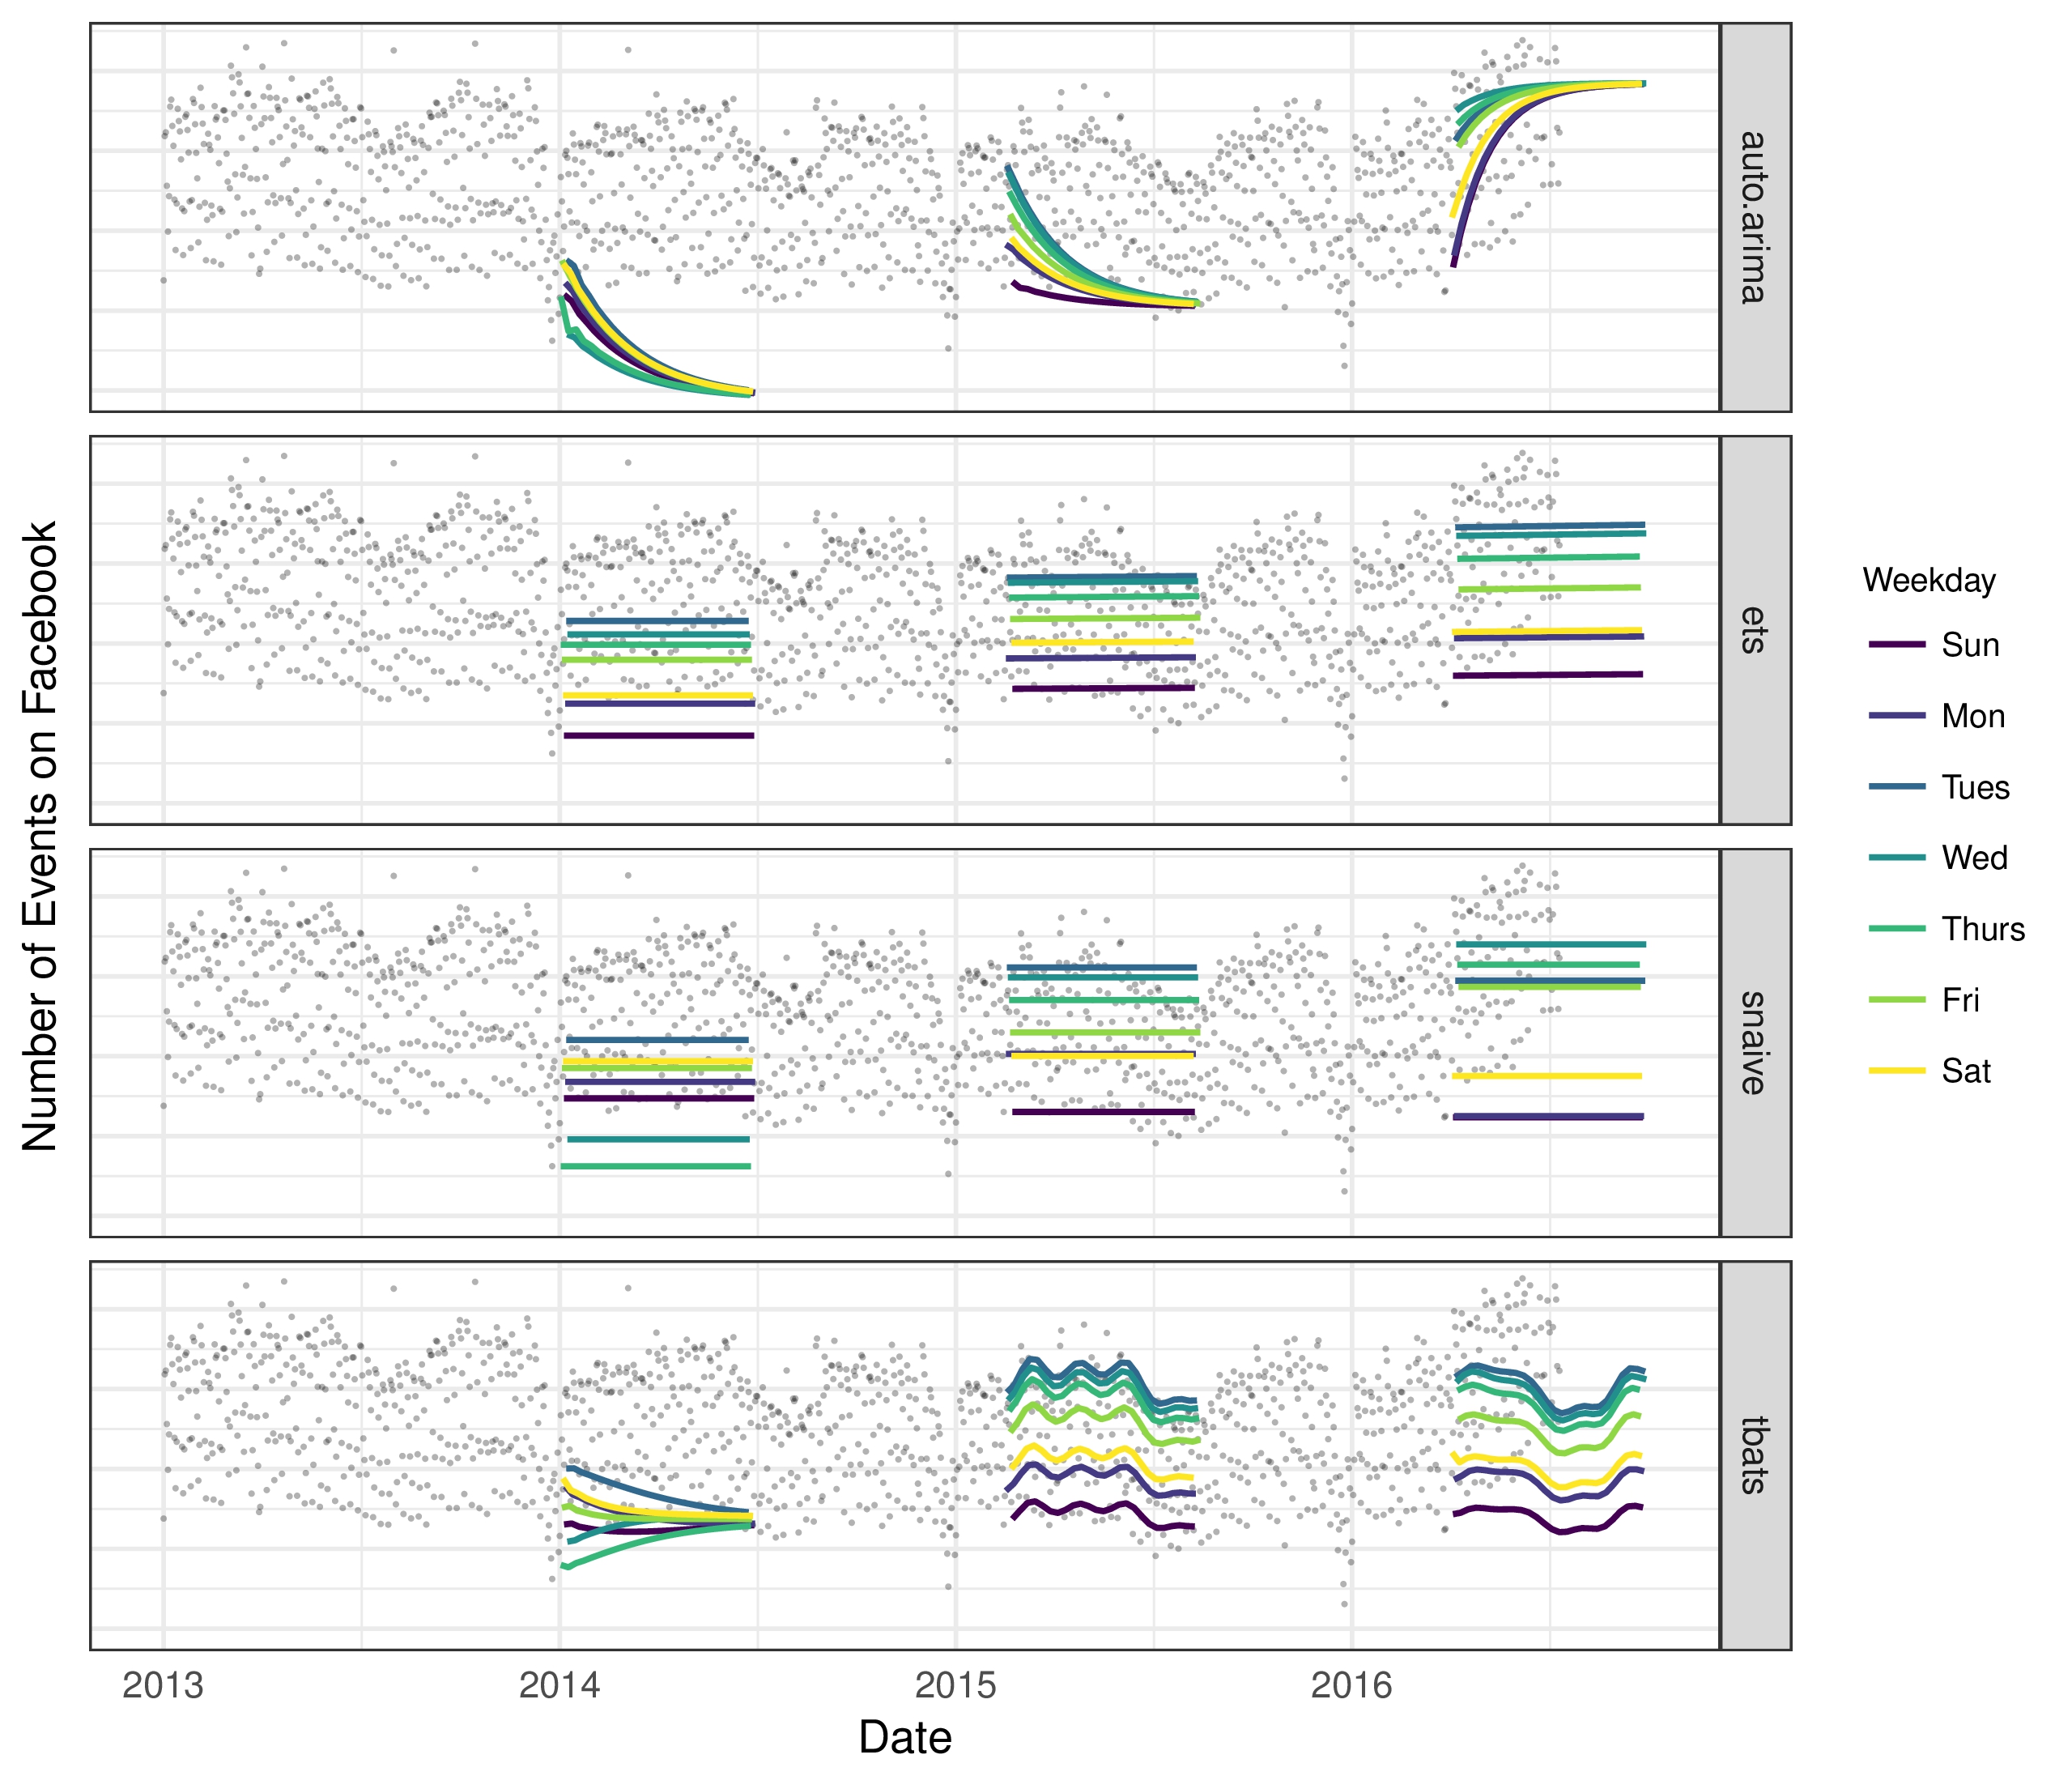 Number of Events on Facebook
auto.arima
ets
snaive
tbats
2013 2014 2015 2016
Date
Weekday
Sun
Mon
Tues
Wed
Thurs
Fri
Sat